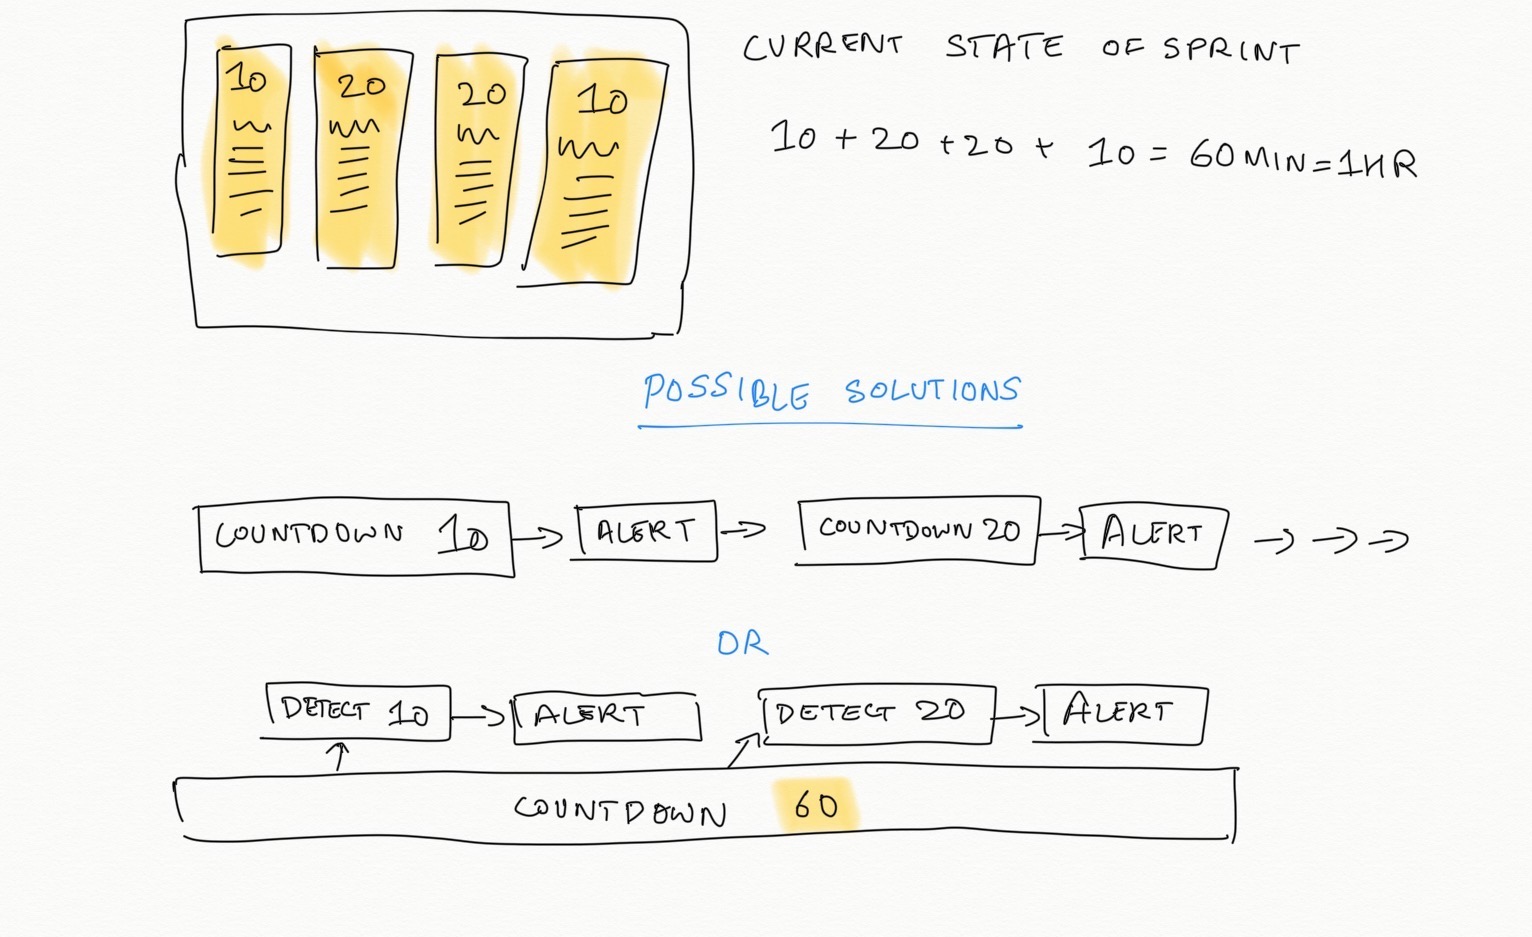 10 20 20 10
CURRENT STATE OF SPRINT
10 + 20 + 20 + 10 = 60 MIN = 1 HR
POSSIBLE SOLUTIONS
COUNTDOWN 10 → ALERT → COUNTDOWN 20 → ALERT → → →
OR
DETECT 10 → ALERT DETECT 20 → ALERT
COUNTDOWN 60